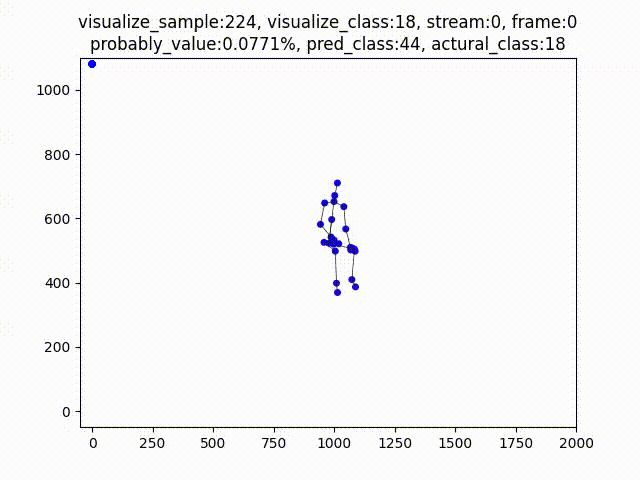 visualize_sample:224, visualize_class:18, stream:0, frame:0
probably_value:0.0771%, pred_class:44, actural_class:18
1000
800
600
400
200
0
0 250 500 750 1000 1250 1500 1750 2000